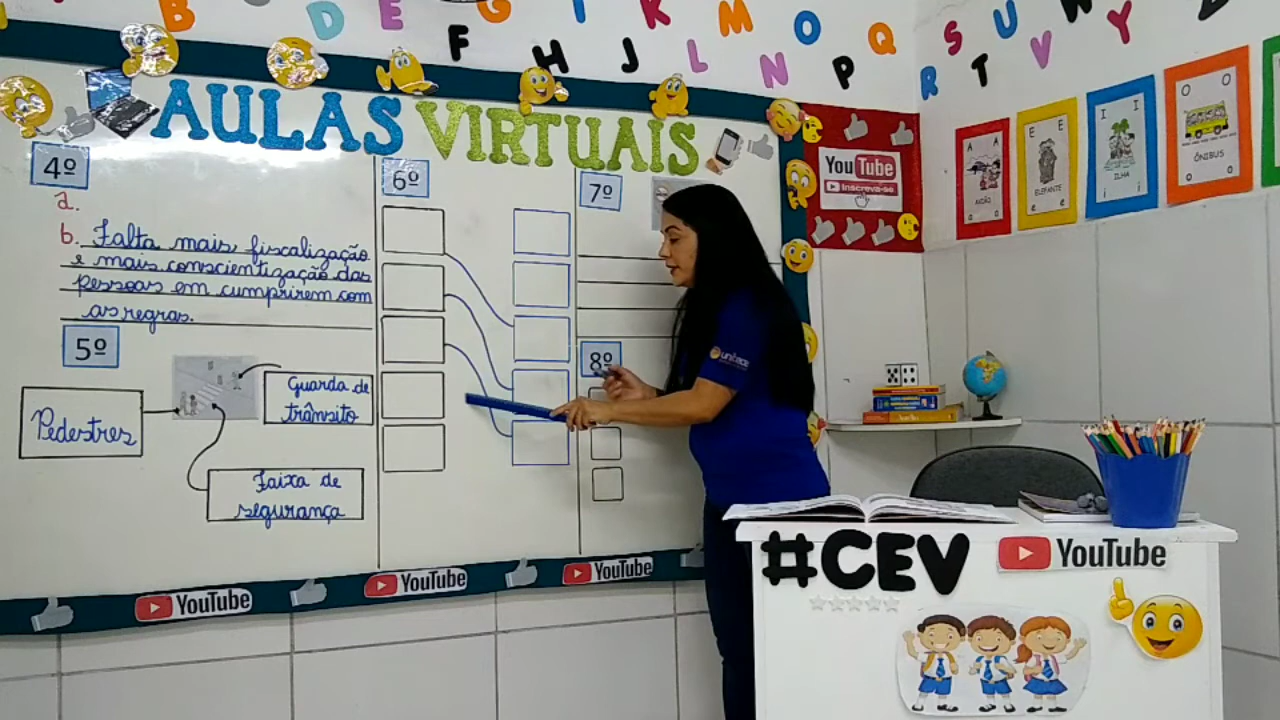 B D E G I K M O Q S U W Y Z
F H J L N P R T V
AULAS VIRTUAIS
4º
a.
b. Falta mais fiscalização
e mais conscientização das
pessoas em cumprirem com
as regras.
5º
Pedestres
Guarda de
trânsito
Faixa de
segurança
6º
7º
8º
YouTube
Inscreva-se
A A
AVIÃO
E E
ELEFANTE
e e
I I
ILHA
i i
O O
ÔNIBUS
o o
YouTube
YouTube
YouTube
#CEV
YouTube